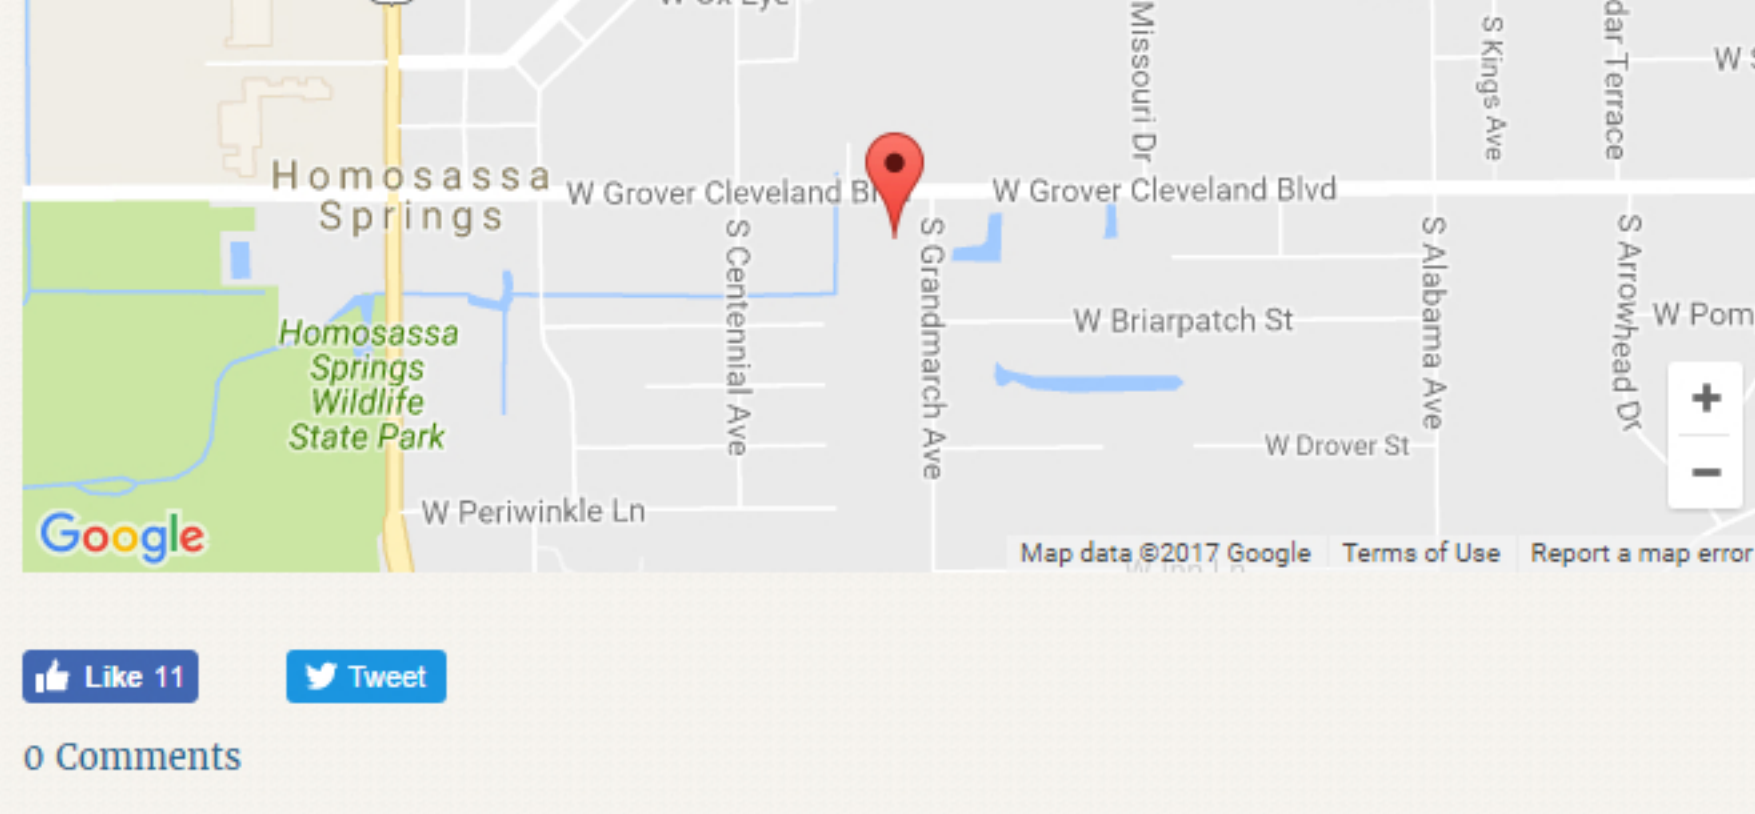 Missouri Dr
S Kings Ave
dar Terrace
W
Homosassa
Springs
W Grover Cleveland
W Grover Cleveland Blvd
S Centennial Ave
S Grandmarch Ave
S Alabama Ave
S Arrowhead Dr
W Briarpatch St
W Pom
Homosassa
Springs
Wildlife
State Park
W Drover St
W Periwinkle Ln
+
−
Google
Map data ©2017 Google
Terms of Use
Report a map error
Like 11
Tweet
0 Comments